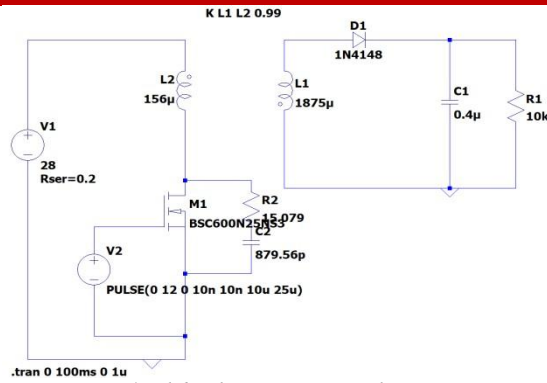 K L1 L2 0.99
D1
1N4148
L2
156µ
L1
1875µ
C1
0.4µ
R1
10k
V1
28
Rser=0.2
M1
BSC600N25NS3
R2
15.079
C2
879.56p
V2
PULSE(0 12 0 10n 10n 10u 25u)
.tran 0 100ms 0 1u